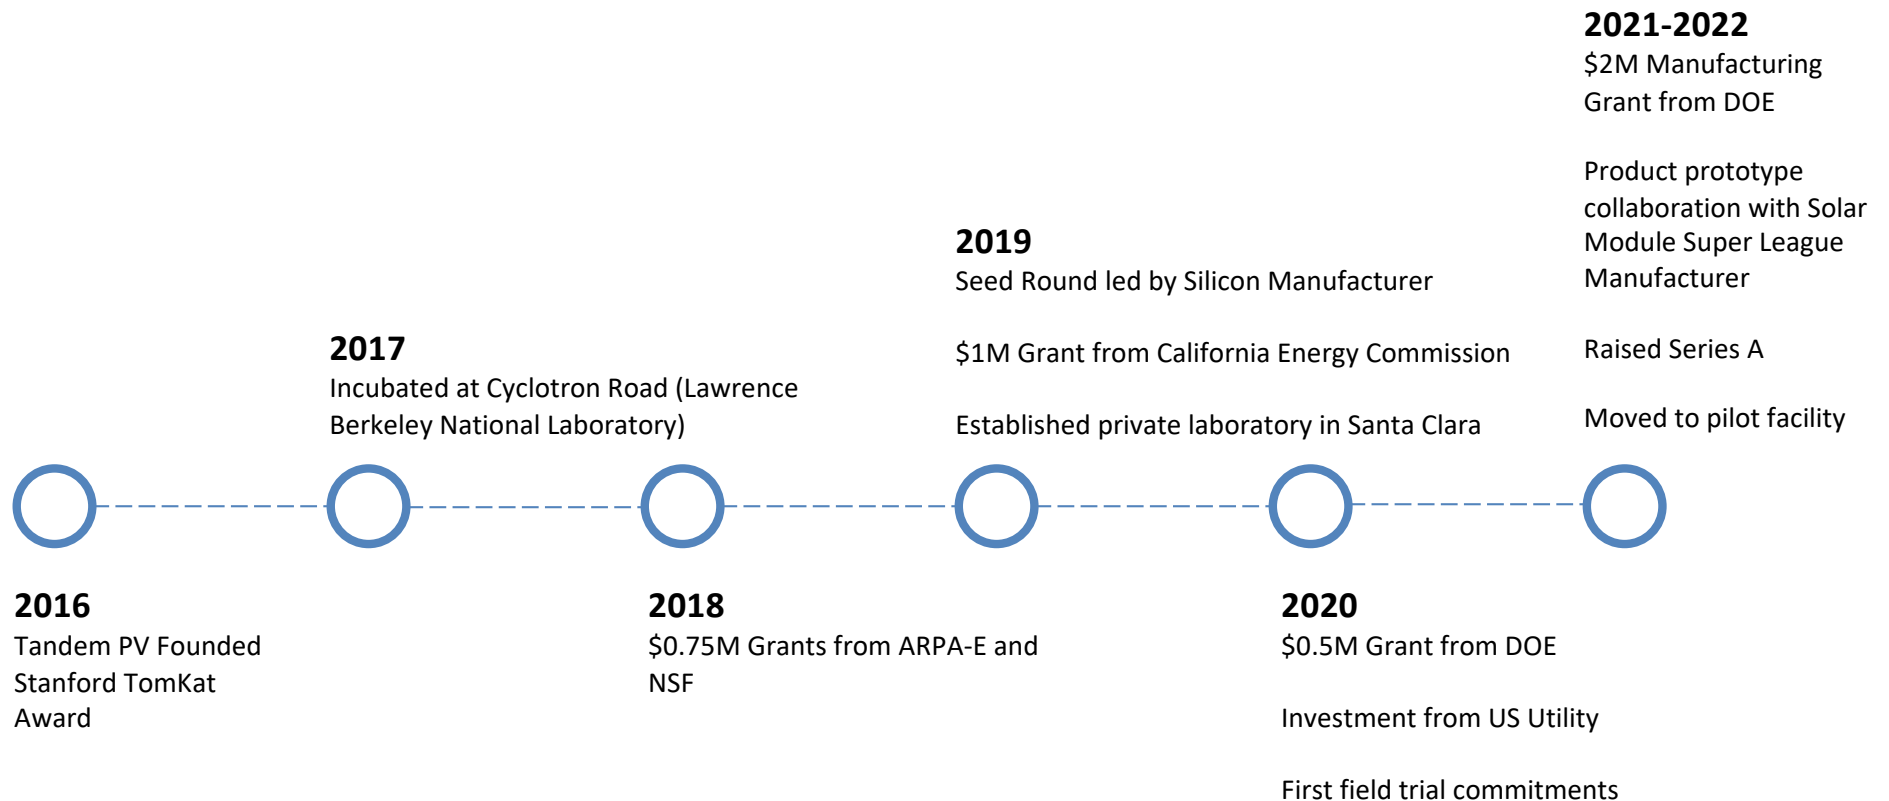 2016
Tandem PV Founded
Stanford TomKat
Award
2017
Incubated at Cyclotron Road (Lawrence
Berkeley National Laboratory)
2018
$0.75M Grants from ARPA-E and
NSF
2019
Seed Round led by Silicon Manufacturer
$1M Grant from California Energy Commission
Established private laboratory in Santa Clara
2020
$0.5M Grant from DOE
Investment from US Utility
First field trial commitments
2021-2022
$2M Manufacturing
Grant from DOE
Product prototype
collaboration with Solar
Module Super League
Manufacturer
Raised Series A
Moved to pilot facility